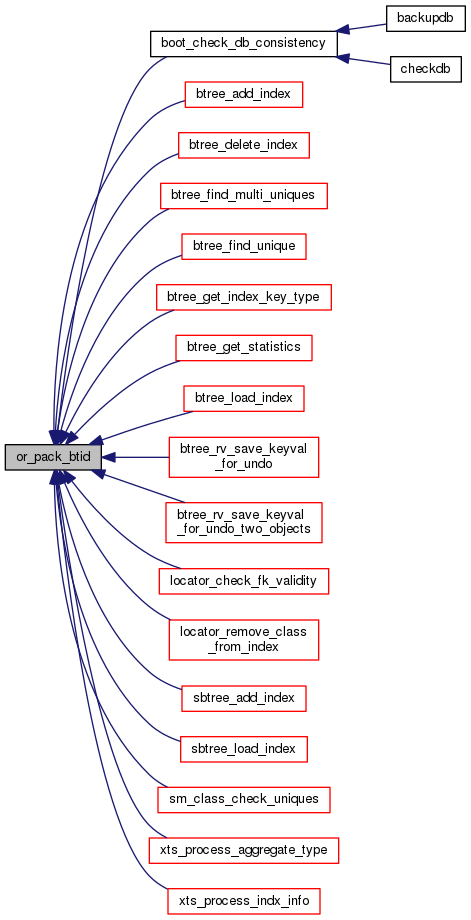 backupdb
boot_check_db_consistency
checkdb
btree_add_index
btree_delete_index
btree_find_multi_uniques
btree_find_unique
btree_get_index_key_type
btree_get_statistics
btree_load_index
or_pack_btid
btree_rv_save_keyval
_for_undo
btree_rv_save_keyval
_for_undo_two_objects
locator_check_fk_validity
locator_remove_class
_from_index
sbtree_add_index
sbtree_load_index
sm_class_check_uniques
xts_process_aggregate_type
xts_process_indx_info